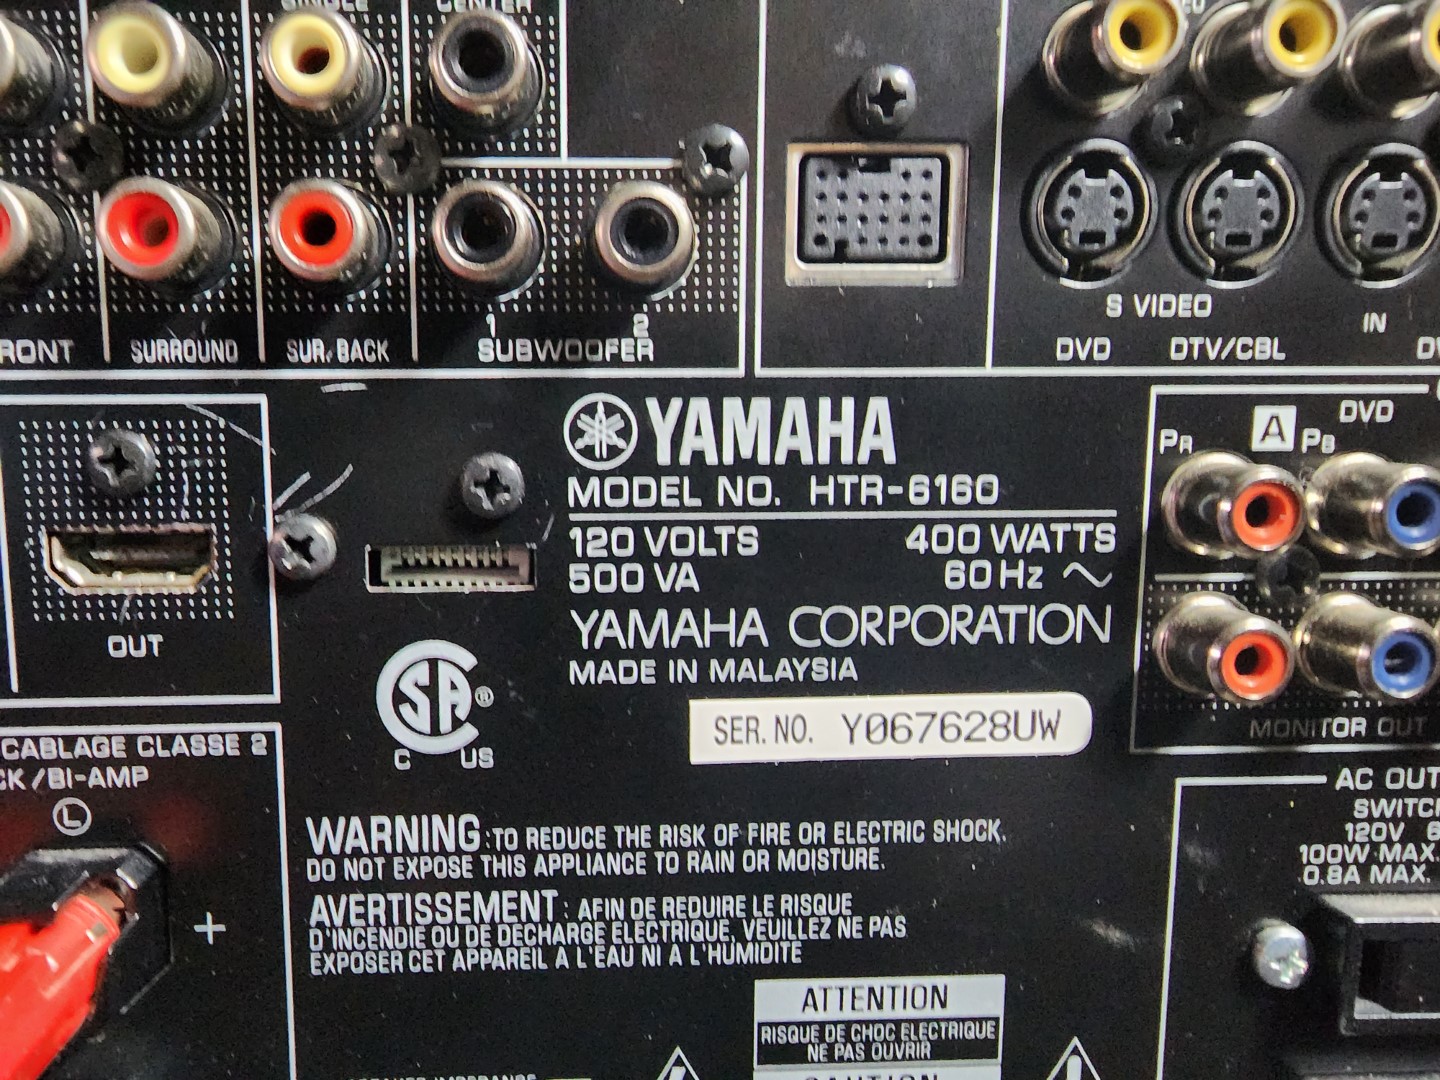 SINGLE
CENTER
SURROUND
SUR. BACK
1 2
SUBWOOFER
S VIDEO
DVD
DTV/CBL
IN
OUT
YAMAHA
MODEL NO. HTR-6160
120 VOLTS 400 WATTS
500 VA 60Hz ~
YAMAHA CORPORATION
MADE IN MALAYSIA
SER. NO. Y067628UW
SA®
C US
PR A PB DVD
MONITOR OUT
CABLAGE CLASSE 2
CK /BI-AMP
L
+
WARNING :TO REDUCE THE RISK OF FIRE OR ELECTRIC SHOCK,
DO NOT EXPOSE THIS APPLIANCE TO RAIN OR MOISTURE.
AVERTISSEMENT : AFIN DE REDUIRE LE RISQUE
D'INCENDIE OU DE DECHARGE ELECTRIQUE, VEUILLEZ NE PAS
EXPOSER CET APPAREIL A L'EAU NI A L'HUMIDITE
ATTENTION
RISQUE DE CHOC ELECTRIQUE
NE PAS OUVRIR
CAUTION
AC OUT
SWITCH
120V 6
100W MAX.
0.8A MAX.